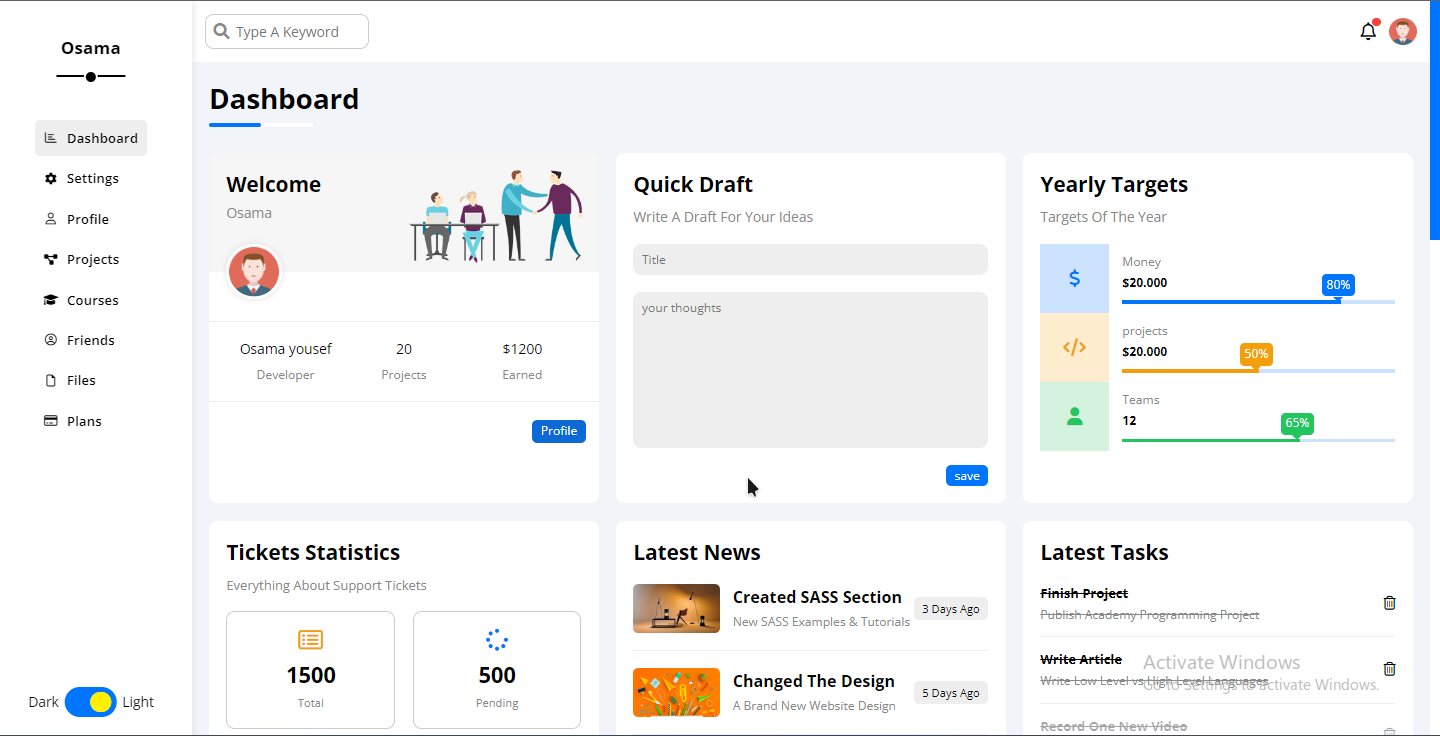 Osama
Type A Keyword
Dashboard
Settings
Profile
Projects
Courses
Friends
Files
Plans
Dark
Light
Dashboard
Welcome
Osama
Osama yousef
Developer
20
Projects
$1200
Earned
Profile
Quick Draft
Write A Draft For Your Ideas
Title
your thoughts
save
Yearly Targets
Targets Of The Year
Money
$20.000
80%
projects
$20.000
50%
Teams
12
65%
Tickets Statistics
Everything About Support Tickets
1500
Total
500
Pending
Latest News
Created SASS Section
New SASS Examples & Tutorials
3 Days Ago
Changed The Design
A Brand New Website Design
5 Days Ago
Latest Tasks
Finish Project
Publish Academy Programming Project
Write Article
Write Low Level vs High Level Languages
Record One New Video
Activate Windows
Go to Settings to activate Windows.